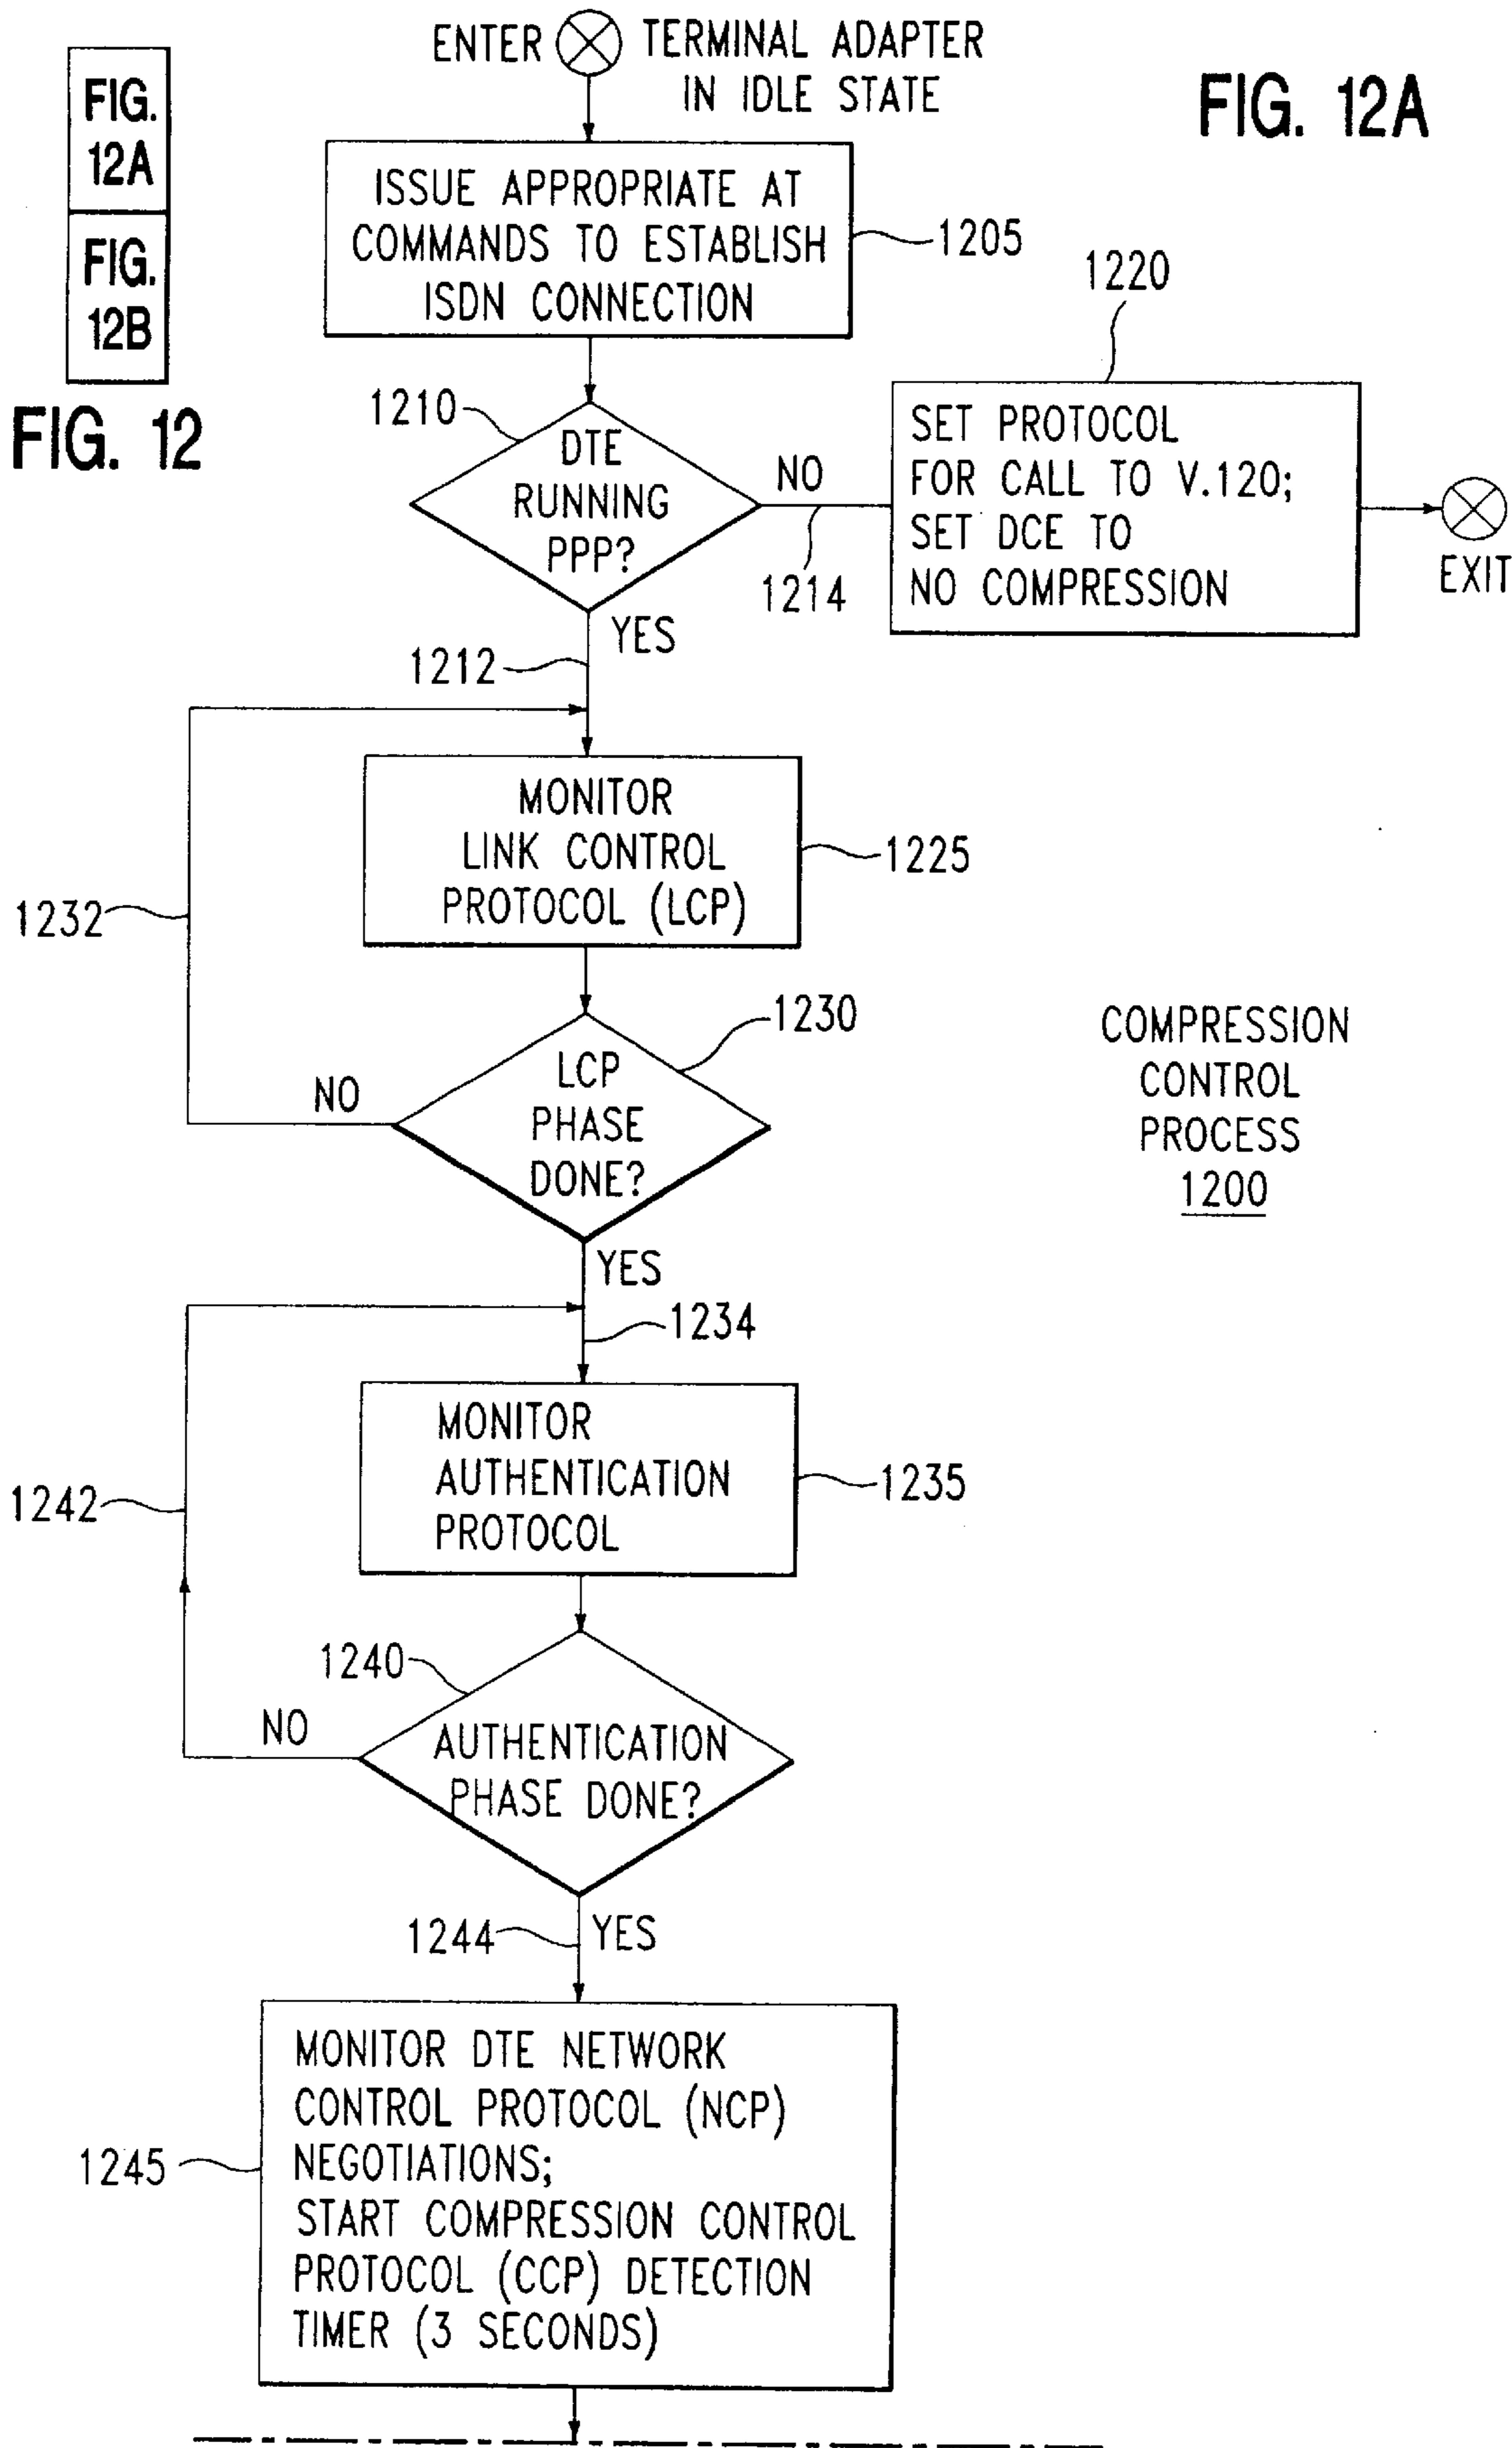 ENTER
TERMINAL ADAPTER
IN IDLE STATE
FIG. 12A
FIG.
12A
FIG.
12B
FIG. 12
ISSUE APPROPRIATE AT
COMMANDS TO ESTABLISH
ISDN CONNECTION
1205
1220
1210
DTE
RUNNING
PPP?
NO
1214
SET PROTOCOL
FOR CALL TO V.120;
SET DCE TO
NO COMPRESSION
EXIT
YES
1212
MONITOR
LINK CONTROL
PROTOCOL (LCP)
1225
1232
1230
LCP
PHASE
DONE?
NO
COMPRESSION
CONTROL
PROCESS
1200
YES
1234
MONITOR
AUTHENTICATION
PROTOCOL
1235
1242
1240
NO
AUTHENTICATION
PHASE DONE?
1244
YES
MONITOR DTE NETWORK
CONTROL PROTOCOL (NCP)
NEGOTIATIONS;
START COMPRESSION CONTROL
PROTOCOL (CCP) DETECTION
TIMER (3 SECONDS)
1245